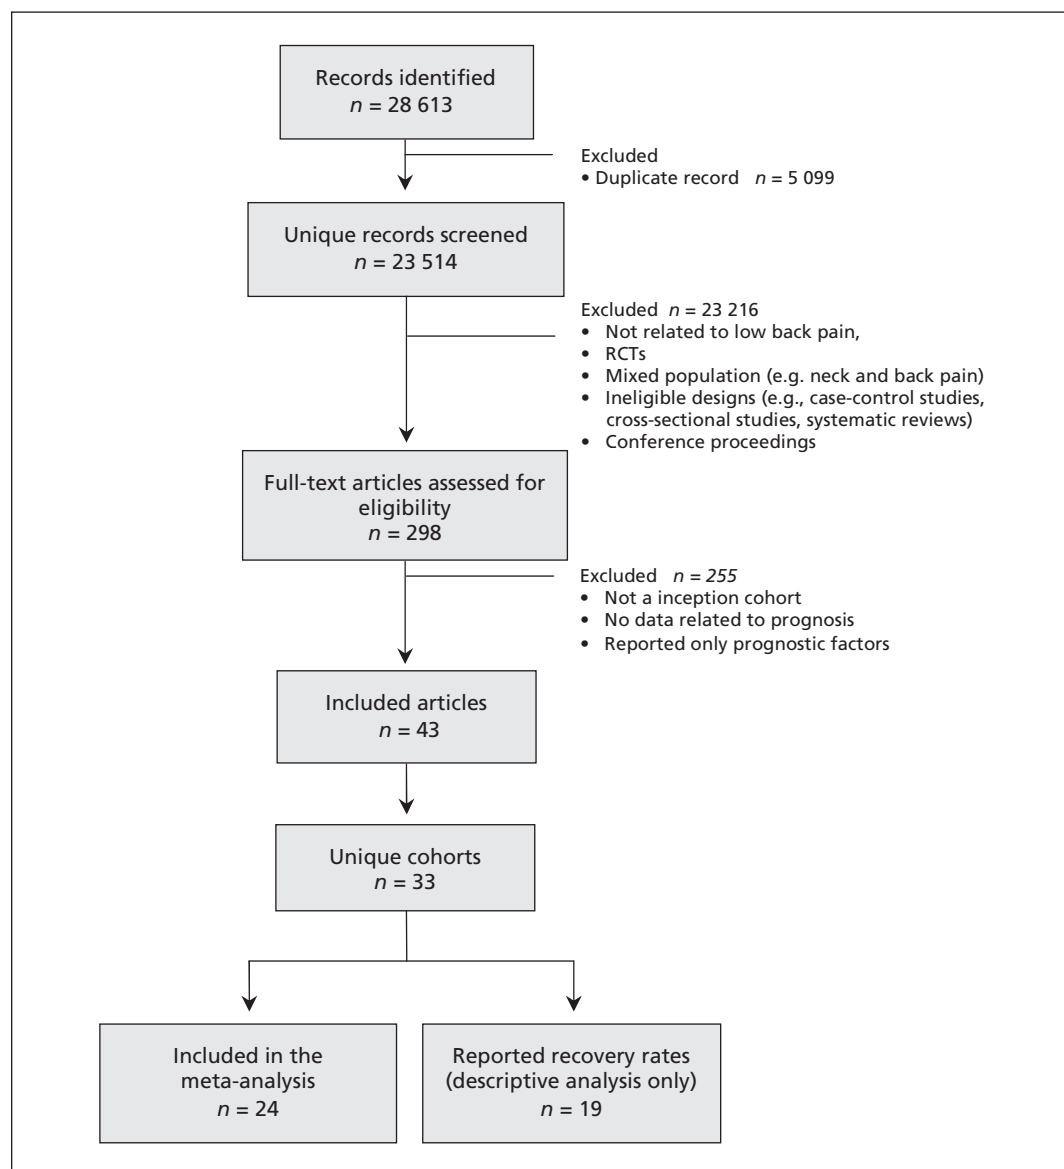 Records identified
n = 28 613
Excluded
• Duplicate record n = 5 099
Unique records screened
n = 23 514
Excluded n = 23 216
• Not related to low back pain,
• RCTs
• Mixed population (e.g. neck and back pain)
• Ineligible designs (e.g., case-control studies,
cross-sectional studies, systematic reviews)
• Conference proceedings
Full-text articles assessed for
eligibility
n = 298
Excluded n = 255
• Not a inception cohort
• No data related to prognosis
• Reported only prognostic factors
Included articles
n = 43
Unique cohorts
n = 33
Included in the
meta-analysis
n = 24
Reported recovery rates
(descriptive analysis only)
n = 19